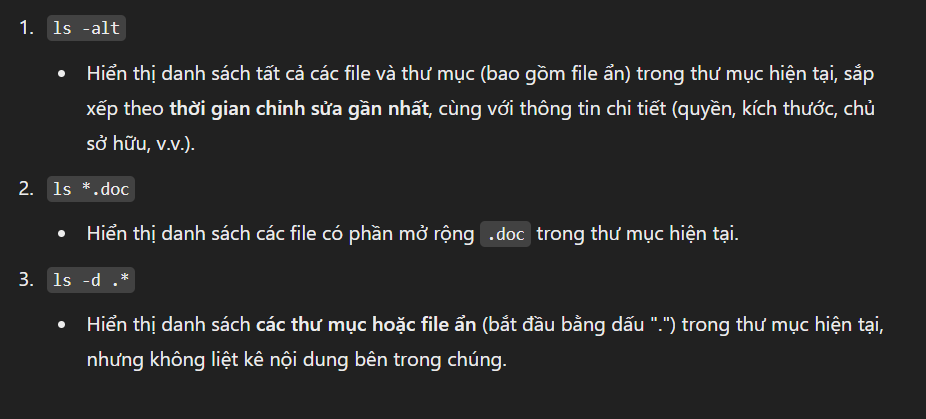 1. ls -alt
• Hiển thị danh sách tất cả các file và thư mục (bao gồm file ẩn) trong thư mục hiện tại, sắp
xếp theo thời gian chỉnh sửa gần nhất, cùng với thông tin chi tiết (quyền, kích thước, chủ
sở hữu, v.v.).
2. ls *.doc
• Hiển thị danh sách các file có phần mở rộng .doc trong thư mục hiện tại.
3. ls -d .*
• Hiển thị danh sách các thư mục hoặc file ẩn (bắt đầu bằng dấu ".") trong thư mục hiện tại,
nhưng không liệt kê nội dung bên trong chúng.